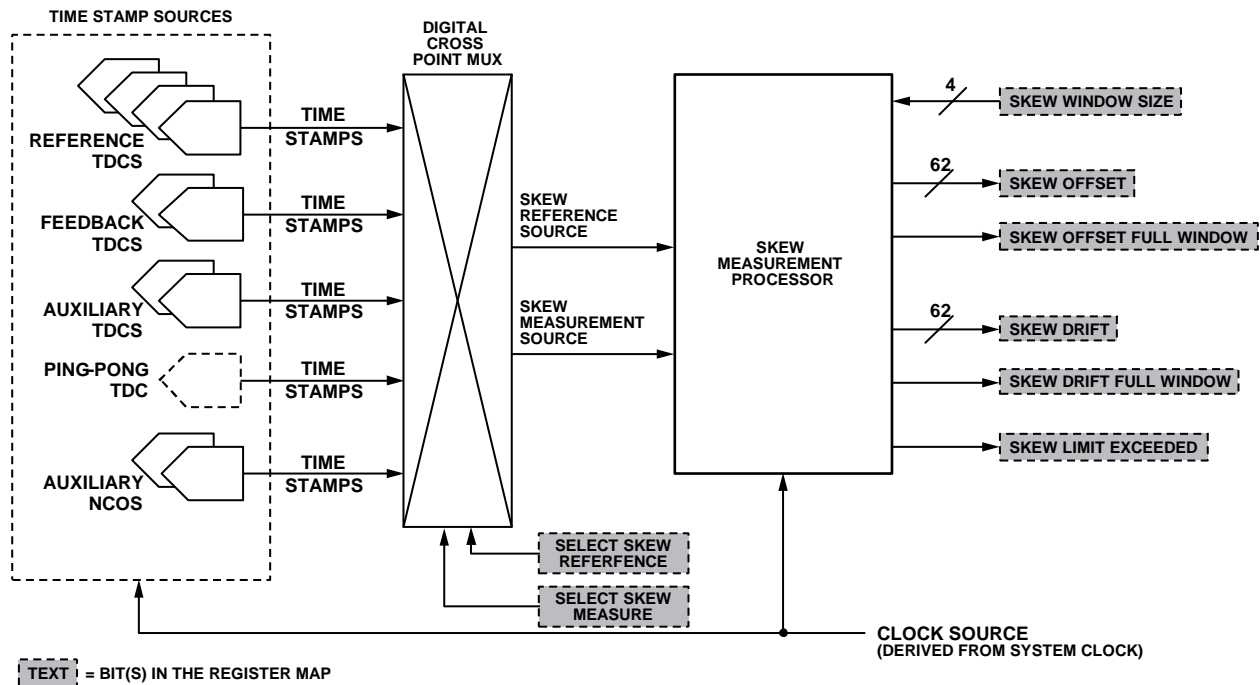 TIME STAMP SOURCES
REFERENCE
TDCS
FEEDBACK
TDCS
AUXILIARY
TDCS
PING-PONG
TDC
AUXILIARY
NCOS
TIME
STAMPS
TIME
STAMPS
TIME
STAMPS
TIME
STAMPS
TIME
STAMPS
DIGITAL
CROSS
POINT MUX
SKEW
REFERENCE
SOURCE
SKEW
MEASUREMENT
SOURCE
SELECT SKEW
REFERFENCE
SELECT SKEW
MEASURE
SKEW
MEASUREMENT
PROCESSOR
4
SKEW WINDOW SIZE
62
SKEW OFFSET
SKEW OFFSET FULL WINDOW
62
SKEW DRIFT
SKEW DRIFT FULL WINDOW
SKEW LIMIT EXCEEDED
CLOCK SOURCE
(DERIVED FROM SYSTEM CLOCK)
TEXT = BIT(S) IN THE REGISTER MAP